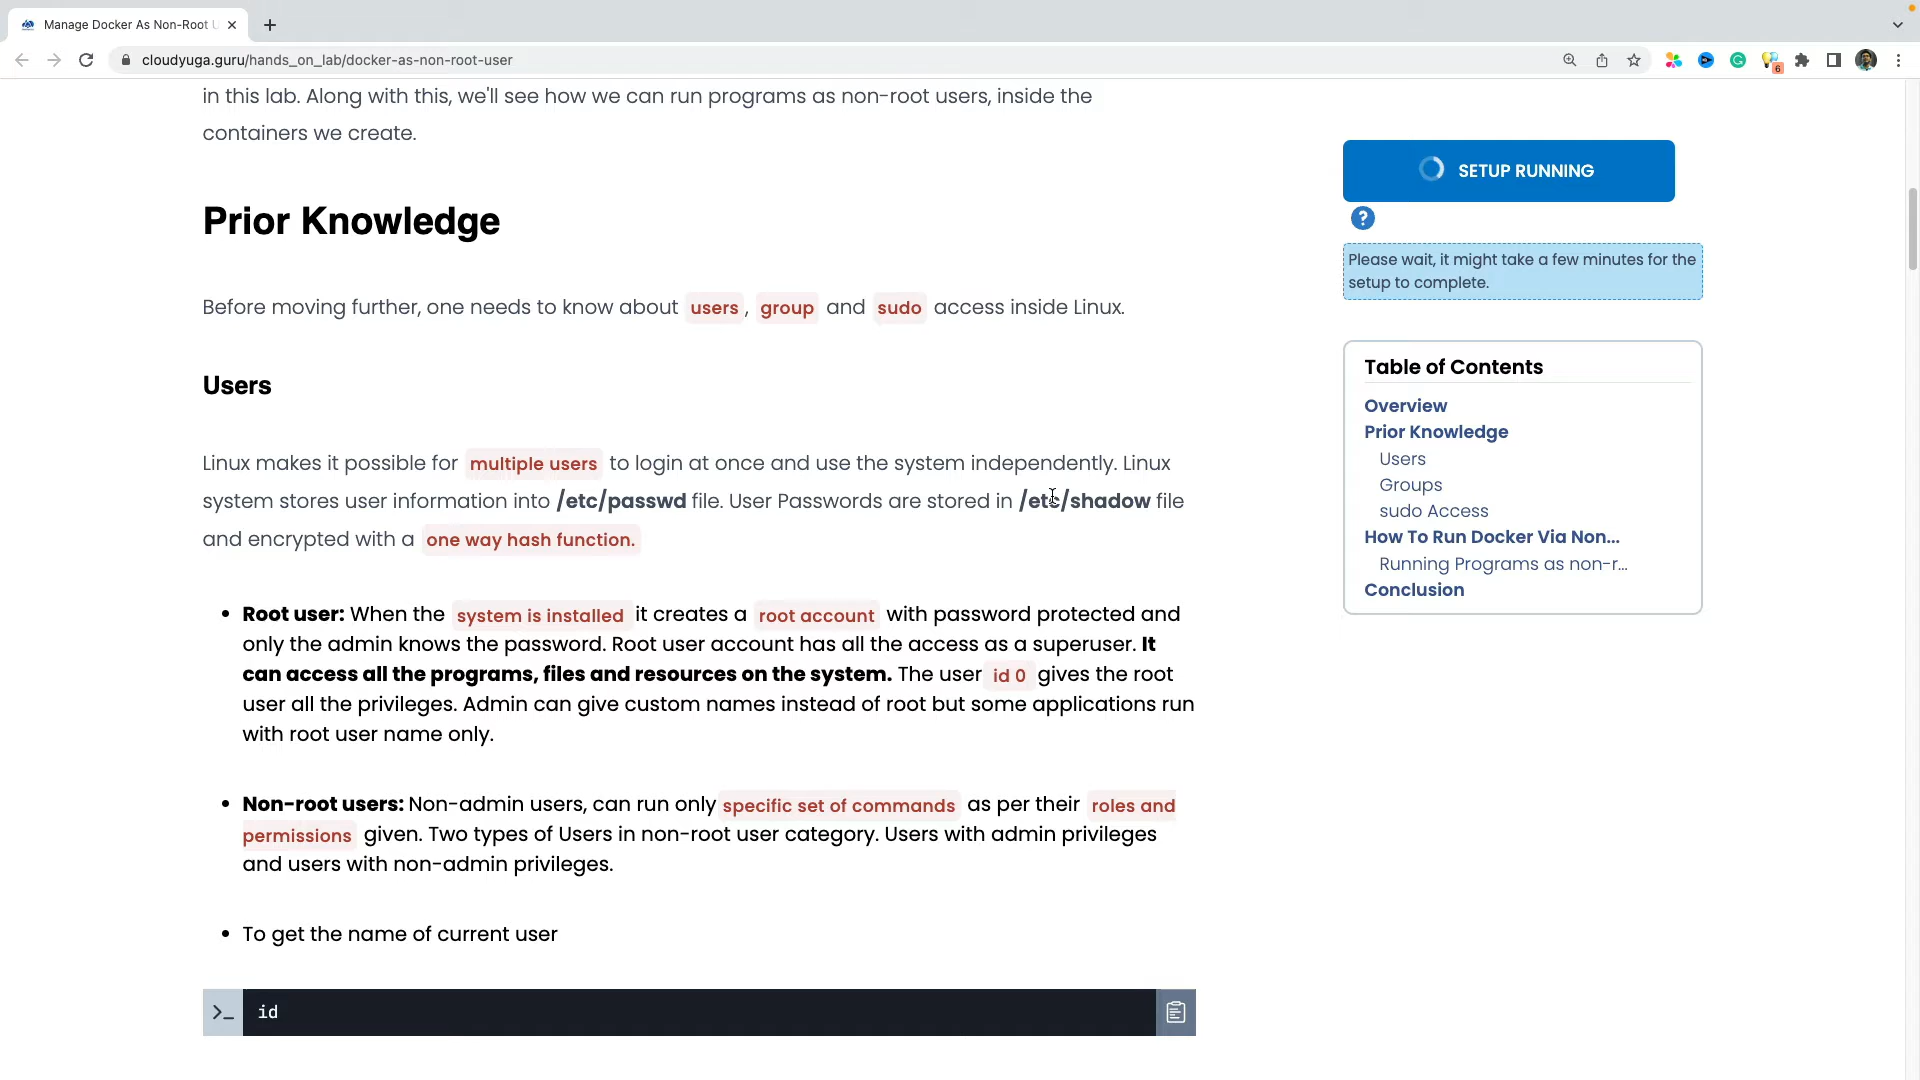 Manage Docker As Non-Root U
cloudyuga.guru/hands_on_lab/docker-as-non-root-user
6
in this lab. Along with this, we'll see how we can run programs as non-root users, inside the
containers we create.
Prior Knowledge
Before moving further, one needs to know about users , group and sudo access inside Linux.
Users
Linux makes it possible for multiple users to login at once and use the system independently. Linux
system stores user information into /etc/passwd file. User Passwords are stored in /etc/shadow file
and encrypted with a one way hash function.
• Root user: When the system is installed it creates a root account with password protected and
only the admin knows the password. Root user account has all the access as a superuser. It
can access all the programs, files and resources on the system. The user id 0 gives the root
user all the privileges. Admin can give custom names instead of root but some applications run
with root user name only.
• Non-root users: Non-admin users, can run only specific set of commands as per their roles and
permissions given. Two types of Users in non-root user category. Users with admin privileges
and users with non-admin privileges.
• To get the name of current user
>_ id
SETUP RUNNING
?
Please wait, it might take a few minutes for the
setup to complete.
Table of Contents
Overview
Prior Knowledge
Users
Groups
sudo Access
How To Run Docker Via Non...
Running Programs as non-r...
Conclusion